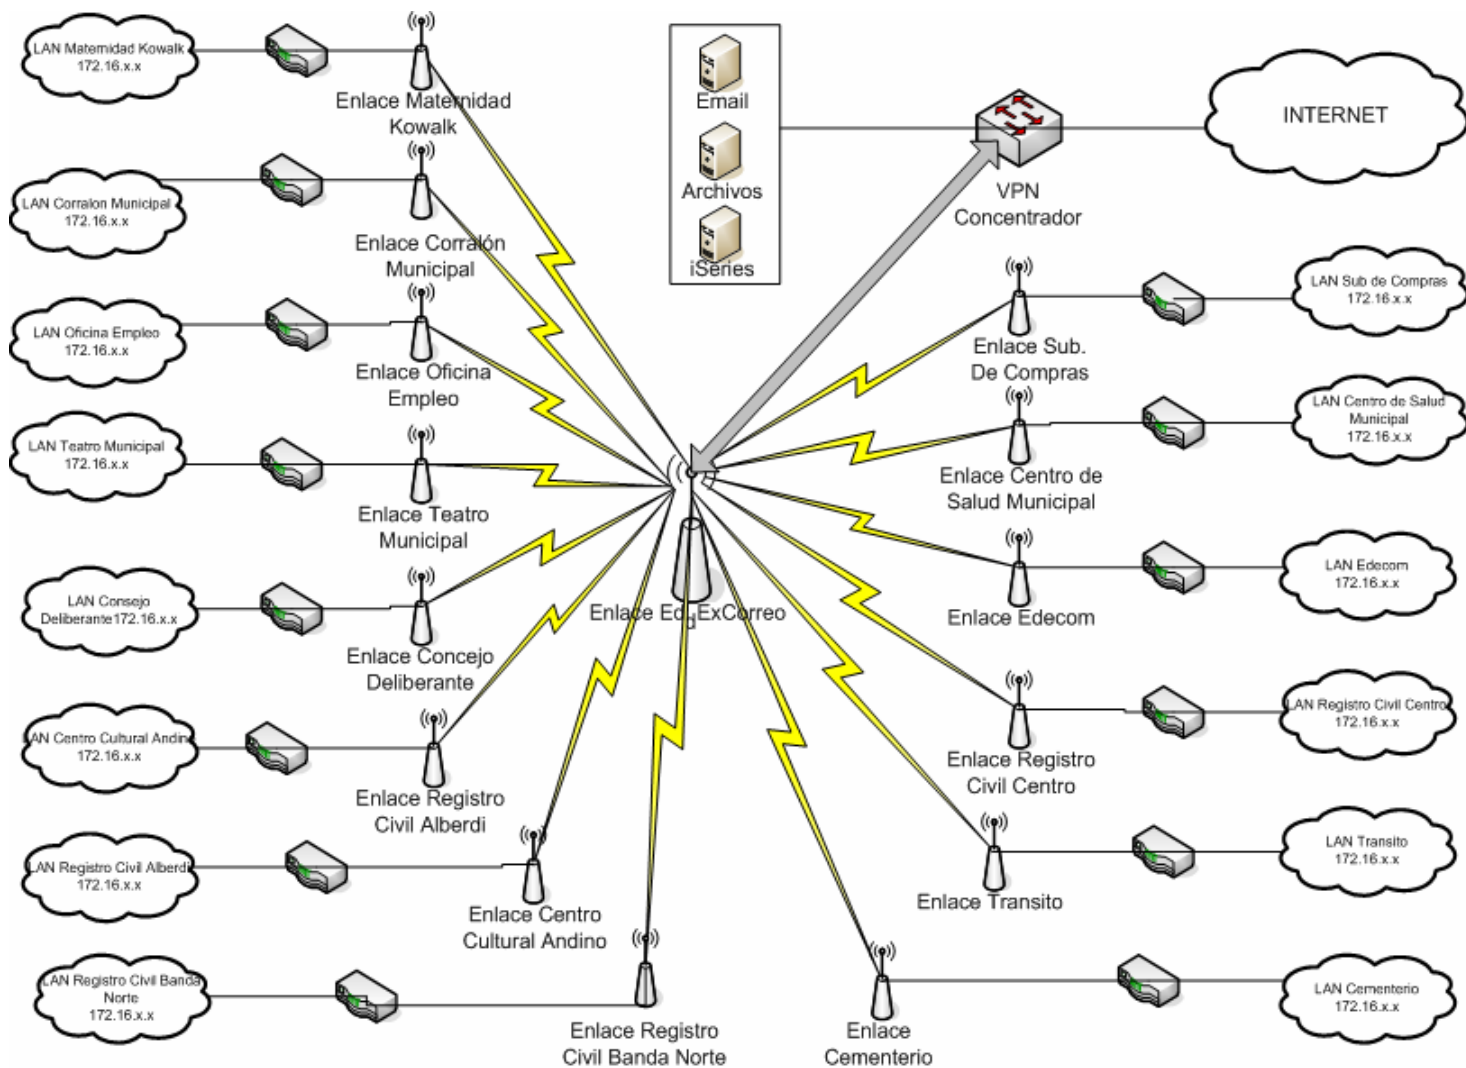 LAN Maternidad Kowalk
172.16.x.x
Enlace Maternidad
Kowalk
LAN Corralon Municipal
172.16.x.x
Enlace Corralón
Municipal
LAN Oficina Empleo
172.16.x.x
Enlace Oficina
Empleo
LAN Teatro Municipal
172.16.x.x
Enlace Teatro
Municipal
LAN Consejo
Deliberante172.16.x.x
Enlace Concejo
Deliberante
LAN Centro Cultural Andin
172.16.x.x
Enlace Registro
Civil Alberdi
LAN Registro Civil Alberdi
172.16.x.x
Enlace Centro
Cultural Andino
LAN Registro Civil Banda
Norte
172.16.x.x
Enlace Registro
Civil Banda Norte
Email
Archivos
iSeries
VPN
Concentrador
INTERNET
Enlace Ed ExCorreo
LAN Sub de Compras
172.16.x.x
Enlace Sub.
De Compras
LAN Centro de Salud
Municipal
172.16.x.x
Enlace Centro de
Salud Municipal
LAN Edecom
172.16.x.x
Enlace Edecom
LAN Registro Civil Centro
172.16.x.x
Enlace Registro
Civil Centro
LAN Transito
172.16.x.x
Enlace Transito
LAN Cementerio
172.16.x.x
Enlace
Cementerio